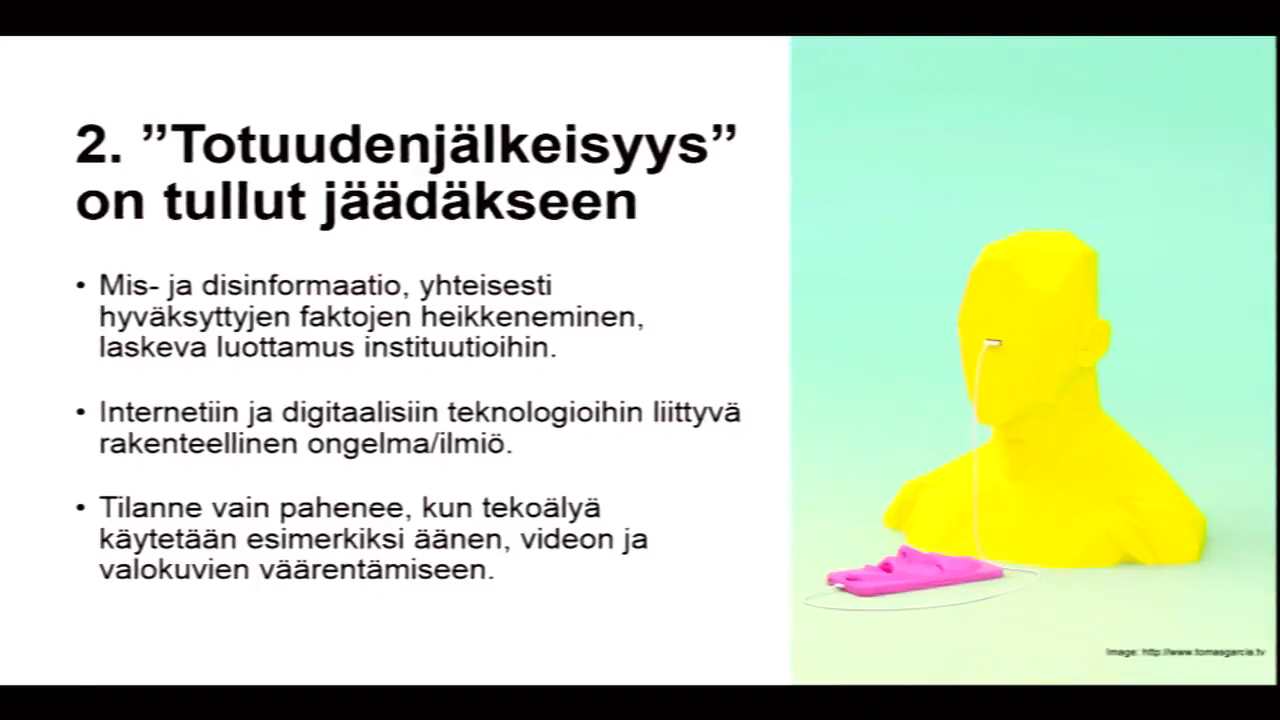 2. ”Totuudenjälkeisyys”
on tullut jäädäkseen
• Mis- ja disinformaatio, yhteisesti
hyväksyttyjen faktojen heikkeneminen,
laskeva luottamus instituutioihin.
• Internetiin ja digitaalisiin teknologioihin liittyvä
rakenteellinen ongelma/ilmiö.
• Tilanne vain pahenee, kun tekoälyä
käytetään esimerkiksi äänen, videon ja
valokuvien väärentämiseen.
Image: http://www.tomasgarcia.tv